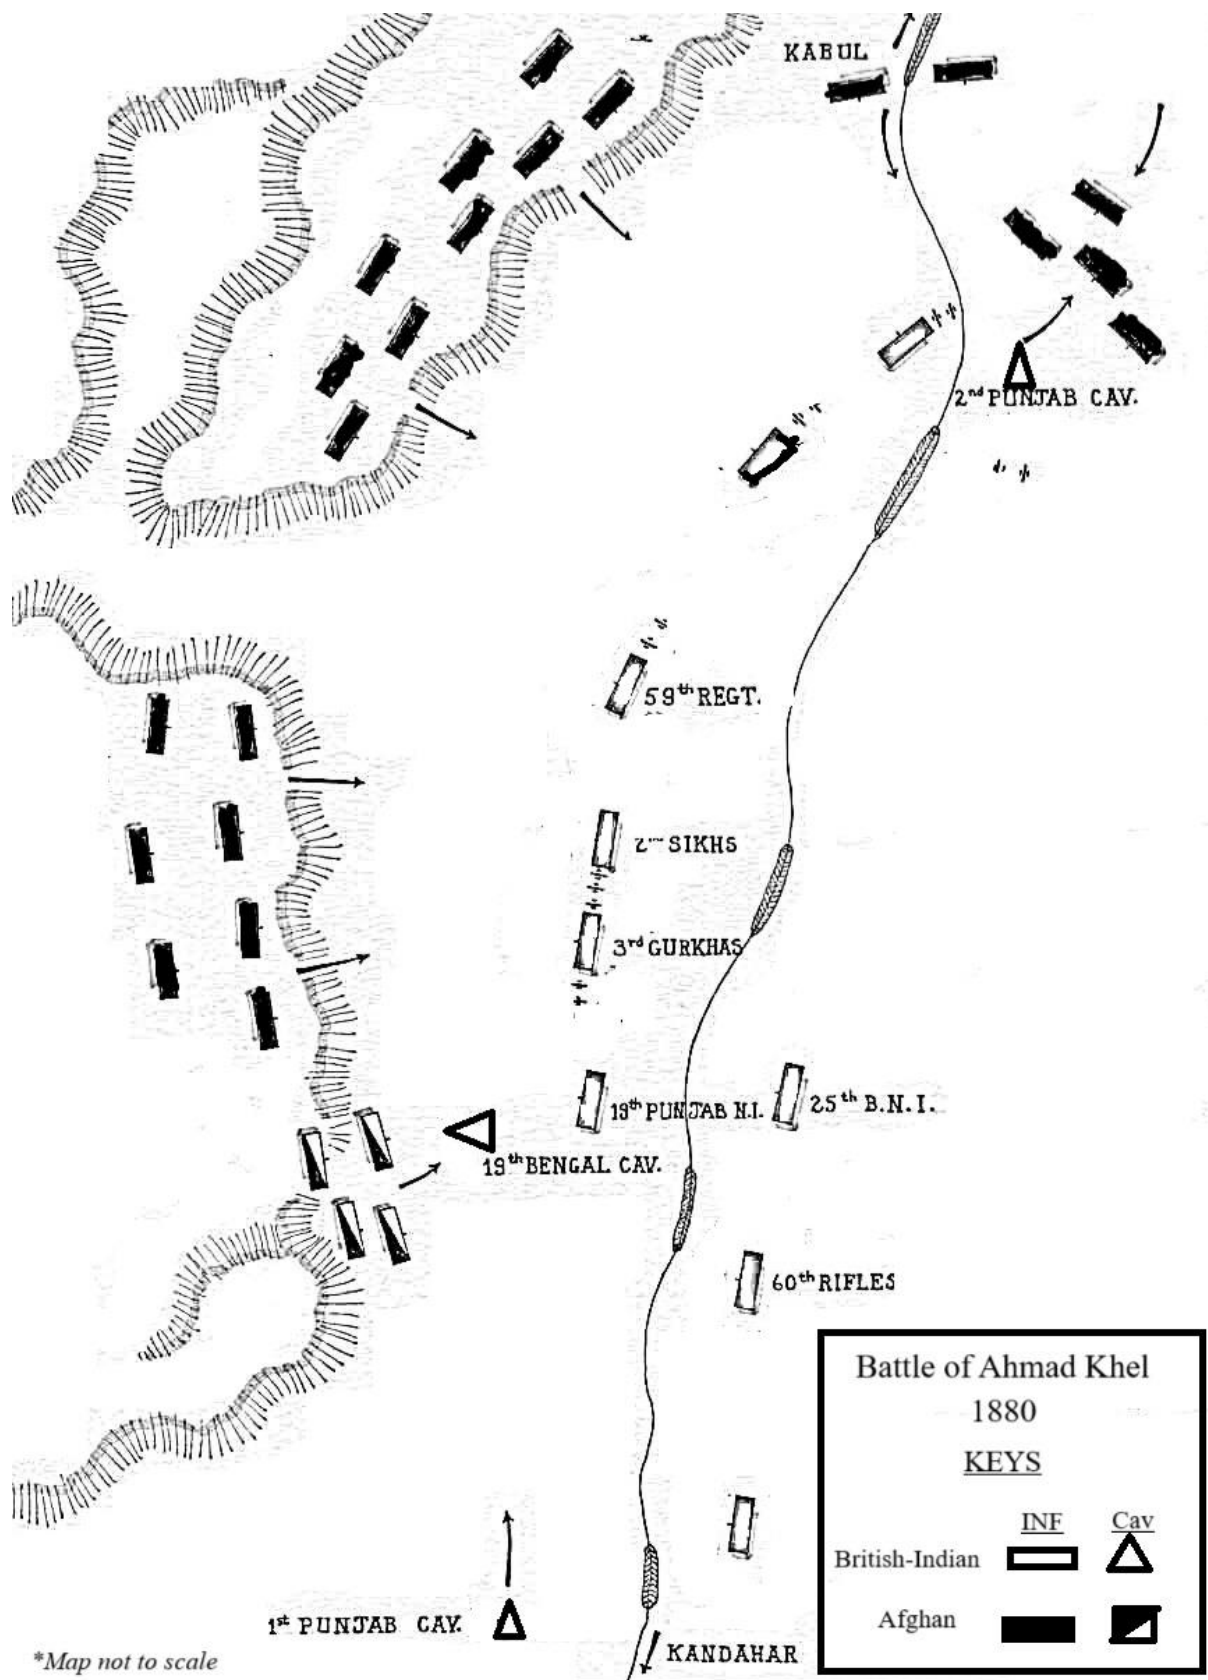 KABUL
2nd PUNJAB CAV.
59th REGT.
SIKHS
3rd GURKHAS
19th PUNJAB N.I.
25th B.N.I.
19th BENGAL CAV.
60th RIFLES
Battle of Ahmad Khel
1880
KEYS
INF Cav
British-Indian
Afghan
1st PUNJAB CAV.
KANDAHAR
*Map not to scale